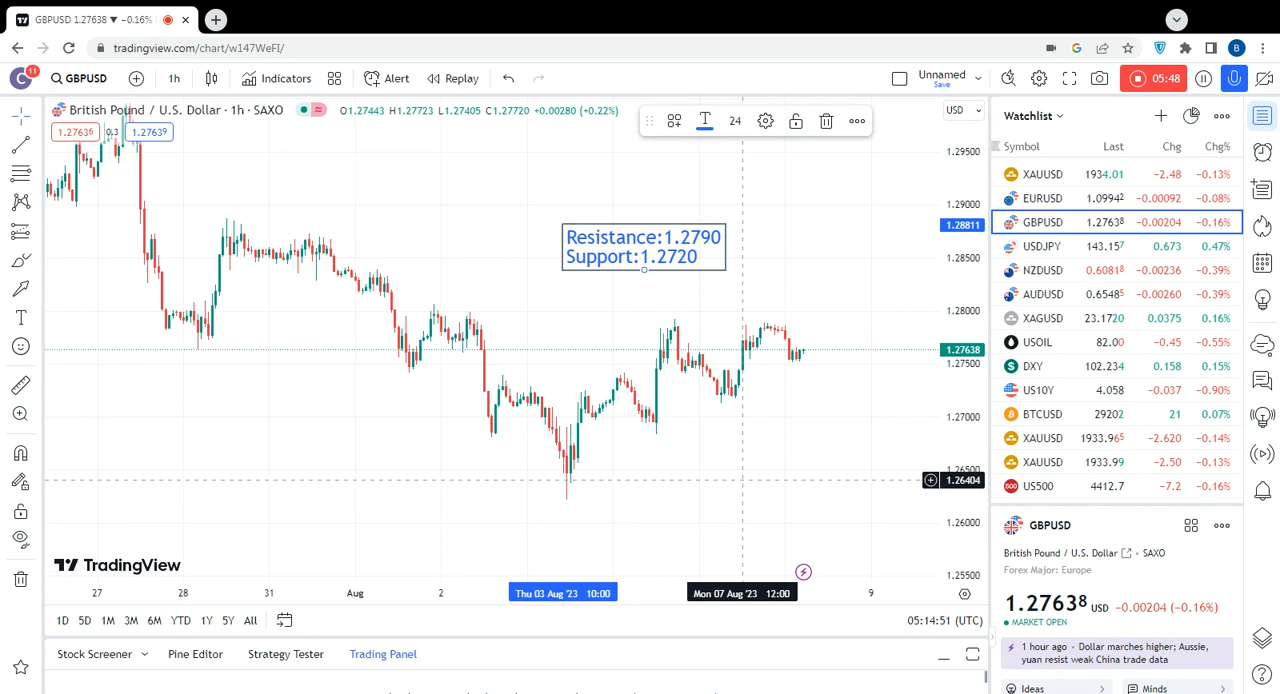 GBPUSD 1.27638 ▼ −0.16%
tradingview.com/chart/w147WeFI/
B
C 11
GBPUSD
1h
Indicators
Alert
Replay
Unnamed
Save
05:48
British Pound / U.S. Dollar · 1h · SAXO
O1.27443 H1.27723 L1.27405 C1.27720 +0.00280 (+0.22%)
1.27636 0.3 1.27639
T 24
USD
Resistance:1.2790
Support:1.2720
1.29500
1.29000
1.28811
1.28500
1.28000
1.27638
1.27500
1.27000
1.26500
1.26404
1.26000
1.25500
TradingView
27 28 31 Aug 2 Thu 03 Aug '23 10:00 Mon 07 Aug '23 12:00 9
1D 5D 1M 3M 6M YTD 1Y 5Y All
05:14:51 (UTC)
Stock Screener
Pine Editor
Strategy Tester
Trading Panel
Watchlist
Symbol Last Chg Chg%
XAUUSD 1934.01 −2.48 −0.13%
EURUSD 1.09942 −0.00092 −0.08%
GBPUSD 1.27638 −0.00204 −0.16%
USDJPY 143.157 0.673 0.47%
NZDUSD 0.60818 −0.00236 −0.39%
AUDUSD 0.65485 −0.00260 −0.39%
XAGUSD 23.1720 0.0375 0.16%
USOIL 82.00 −0.45 −0.55%
DXY 102.234 0.158 0.15%
US10Y 4.058 −0.037 −0.90%
BTCUSD 29202 21 0.07%
XAUUSD 1933.965 −2.620 −0.14%
XAUUSD 1933.99 −2.50 −0.13%
500 US500 4412.7 −7.2 −0.16%
GBPUSD
British Pound / U.S. Dollar · SAXO
Forex Major: Europe
1.27638 USD −0.00204 (−0.16%)
MARKET OPEN
1 hour ago · Dollar marches higher; Aussie,
yuan resist weak China trade data
Ideas
Minds